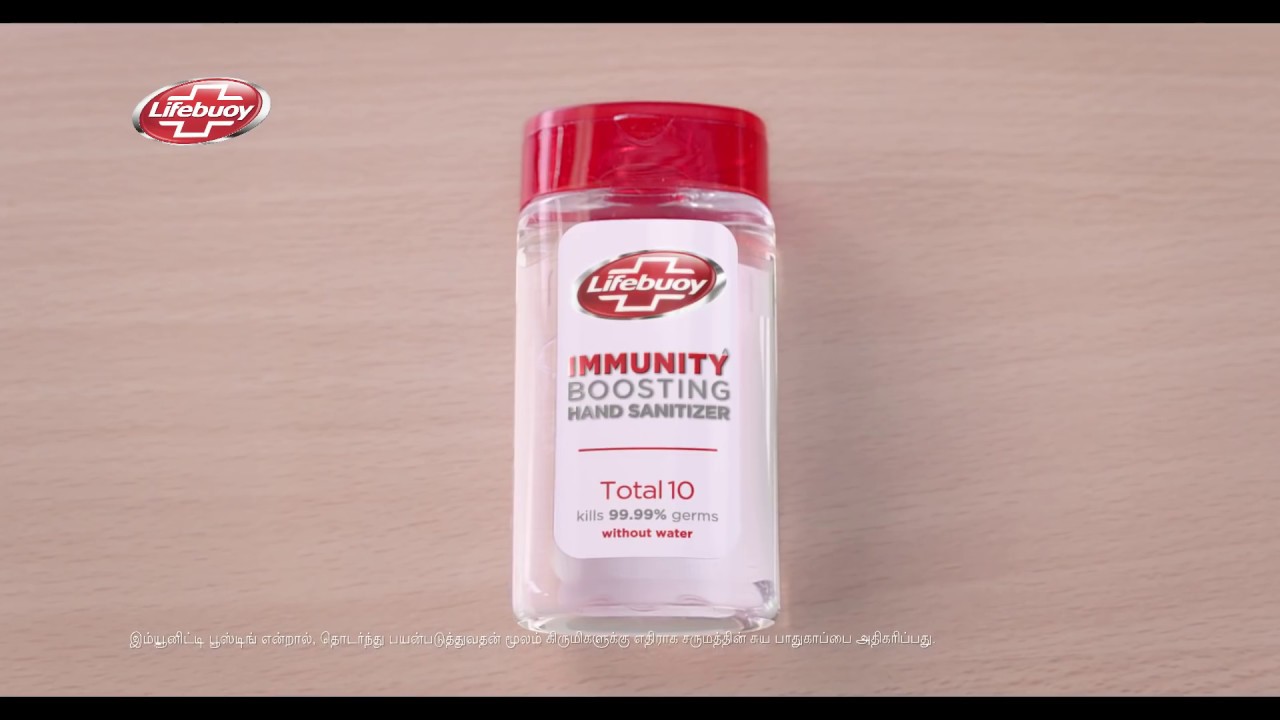 Lifebuoy
Lifebuoy
IMMUNITY
BOOSTING
HAND SANITIZER
Total 10
kills 99.99% germs
without water
இம்யூனிட்டி பூஸ்டிங் என்றால், தொடர்ந்து பயன்படுத்துவதன் மூலம் கிருமிகளுக்கு எதிராக சருமத்தின் சுய பாதுகாப்பை அதிகரிப்பது.